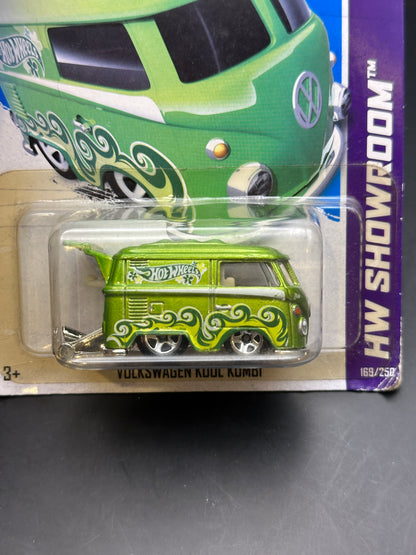 HOT WHEELS
HW SHOWROOM™
HOT WHEELS
VOLKSWAGEN KOOL KOMBI
3+
169/250